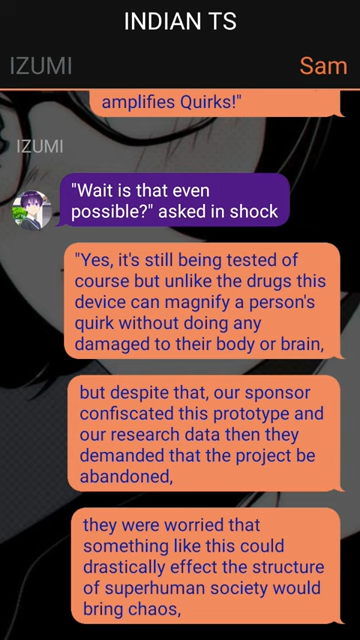 INDIAN TS
IZUMI
Sam
amplifies Quirks!"
IZUMI
"Wait is that even
possible?" asked in shock
"Yes, it's still being tested of
course but unlike the drugs this
device can magnify a person's
quirk without doing any
damaged to their body or brain,
but despite that, our sponsor
confiscated this prototype and
our research data then they
demanded that the project be
abandoned,
they were worried that
something like this could
drastically effect the structure
of superhuman society would
bring chaos,